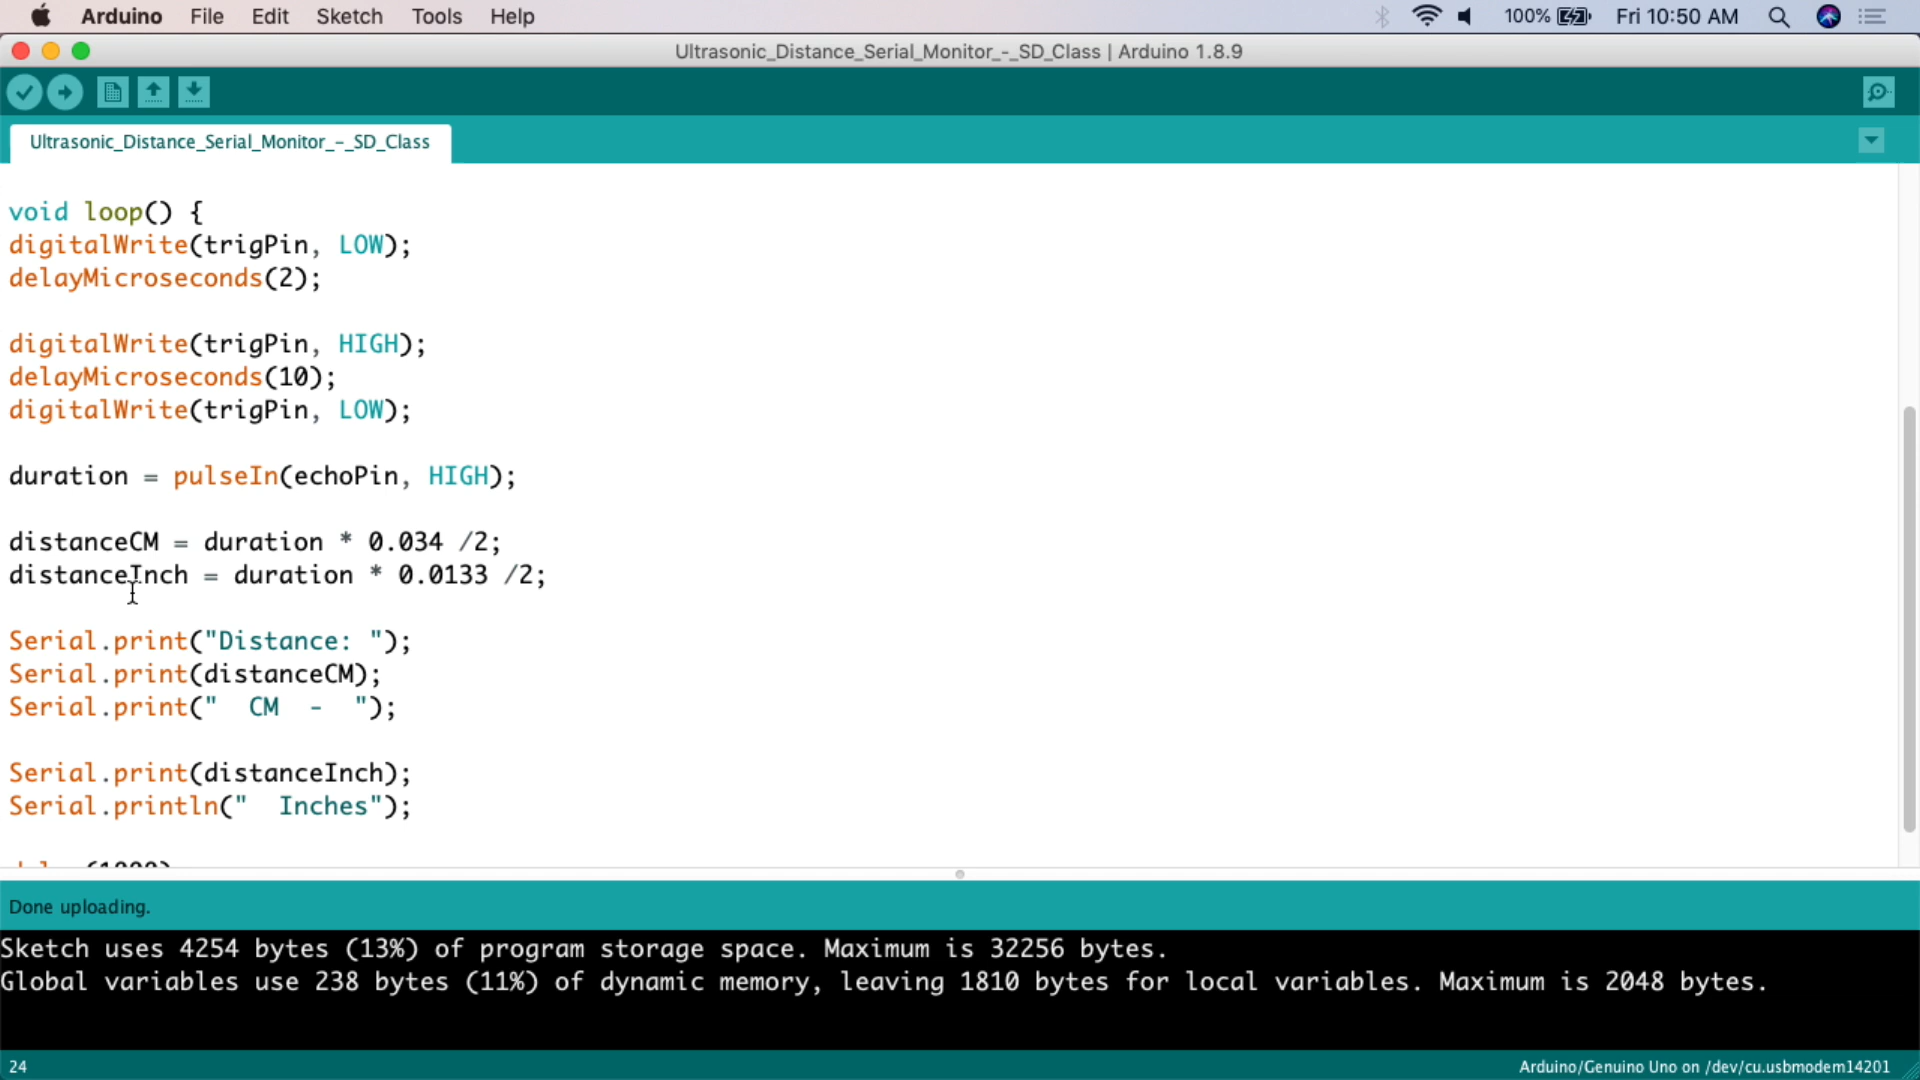 Arduino File Edit Sketch Tools Help 100% Fri 10:50 AM
Ultrasonic_Distance_Serial_Monitor_-_SD_Class | Arduino 1.8.9
Ultrasonic_Distance_Serial_Monitor_-_SD_Class
void loop() {
digitalWrite(trigPin, LOW);
delayMicroseconds(2);
digitalWrite(trigPin, HIGH);
delayMicroseconds(10);
digitalWrite(trigPin, LOW);
duration = pulseIn(echoPin, HIGH);
distanceCM = duration * 0.034 /2;
distanceInch = duration * 0.0133 /2;
Serial.print("Distance: ");
Serial.print(distanceCM);
Serial.print("  CM  -  ");
Serial.print(distanceInch);
Serial.println("  Inches");
Done uploading.
Sketch uses 4254 bytes (13%) of program storage space. Maximum is 32256 bytes.
Global variables use 238 bytes (11%) of dynamic memory, leaving 1810 bytes for local variables. Maximum is 2048 bytes.
24 Arduino/Genuino Uno on /dev/cu.usbmodem14201